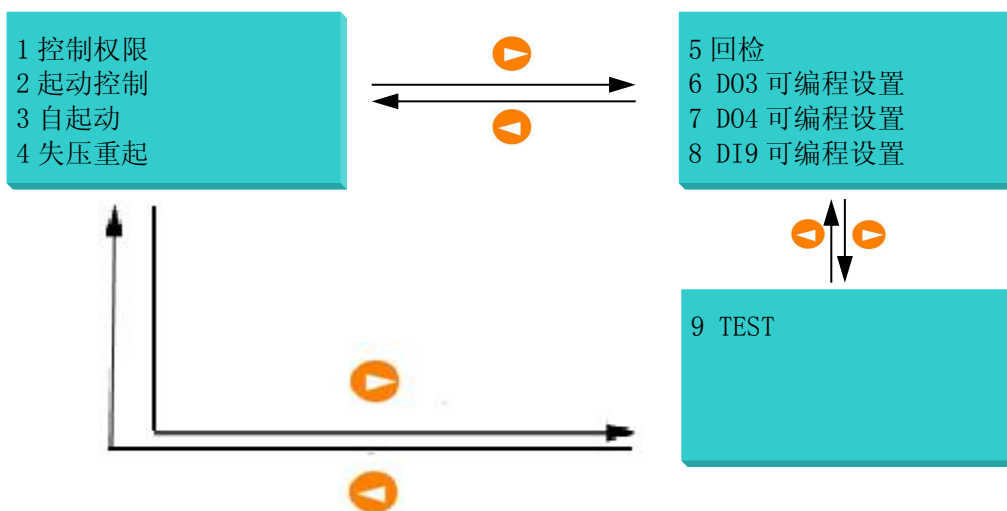 1 控制权限
2 起动控制
3 自起动
4 失压重起
5 回检
6 DO3 可编程设置
7 DO4 可编程设置
8 DI9 可编程设置
9 TEST